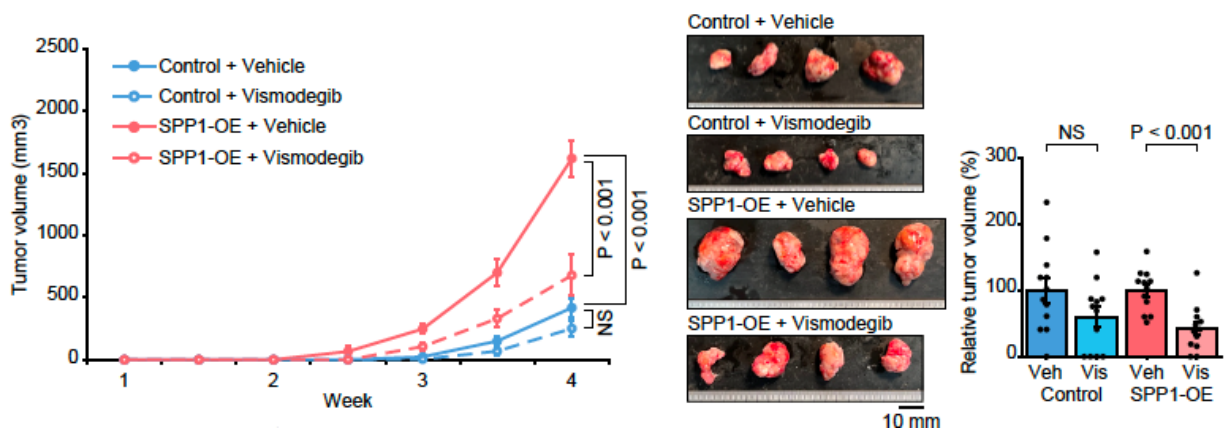 Tumor volume (mm3)
2500
2000
1500
1000
500
0
Control + Vehicle
Control + Vismodegib
SPP1-OE + Vehicle
SPP1-OE + Vismodegib
P < 0.001
P < 0.001
NS
1
2
3
4
Week
Control + Vehicle
Control + Vismodegib
SPP1-OE + Vehicle
SPP1-OE + Vismodegib
10 mm
Relative tumor volume (%)
NS
P < 0.001
300
200
100
0
Veh Vis Veh Vis
Control SPP1-OE